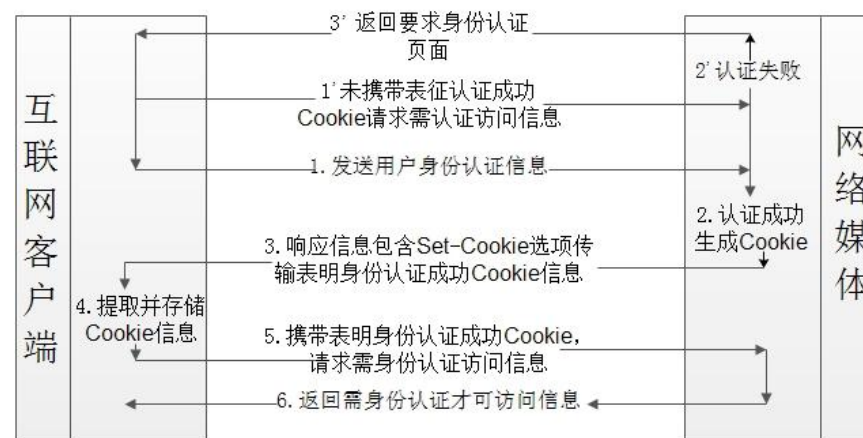 3' 返回要求身份认证
页面
2' 认证失败
1'未携带表征认证成功
Cookie请求需认证访问信息
互联网客户端
网络媒体
1. 发送用户身份认证信息
2. 认证成功
生成Cookie
3. 响应信息包含Set-Cookie选项传
输表明身份认证成功Cookie信息
4. 提取并存储
Cookie信息
5. 携带表明身份认证成功Cookie,
请求需身份认证访问信息
6. 返回需身份认证才可访问信息